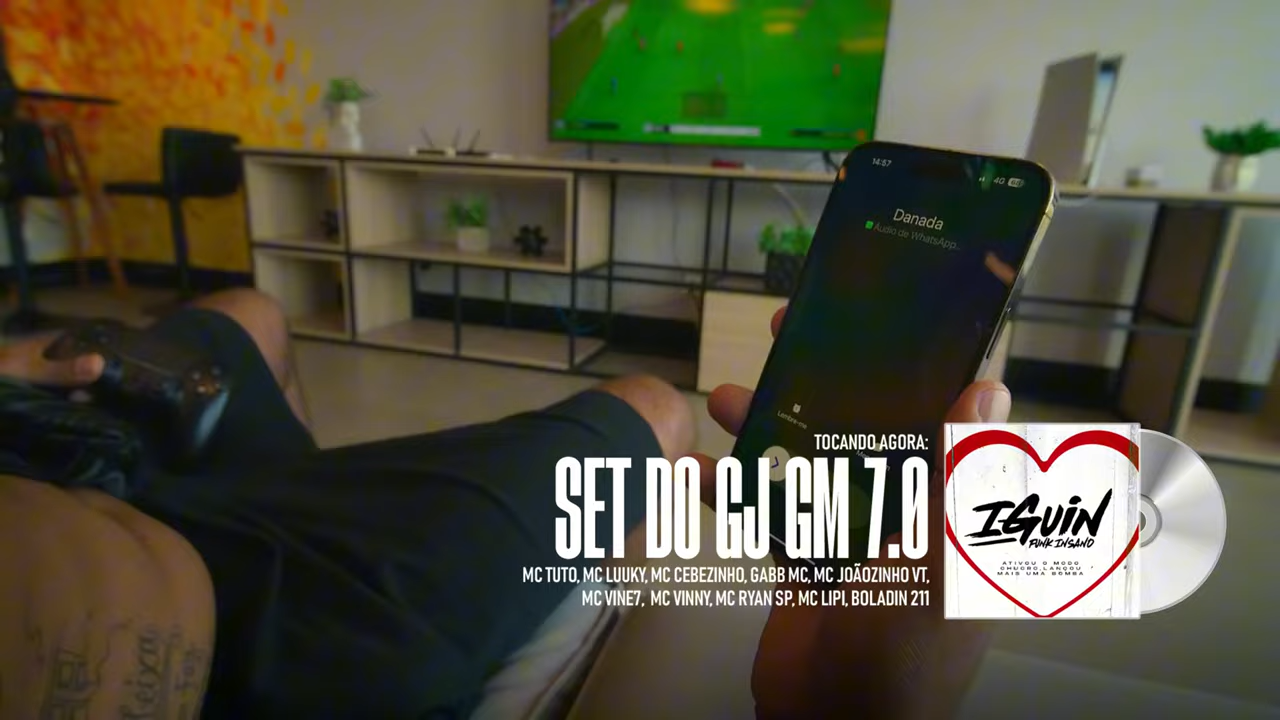 14:57
4G
Danada
Áudio de WhatsApp...
Lembre-me
TOCANDO AGORA:
SET DO GJ GM 7.0
MC TUTO, MC LUUKY, MC CEBEZINHO, GABB MC, MC JOÃOZINHO VT,
MC VINE7, MC VINNY, MC RYAN SP, MC LIPI, BOLADIN 211
IGUIN
FUNK INSANO
ATIVOU O MODO
CHUCRO, LANÇOU
MAIS UMA BOMBA